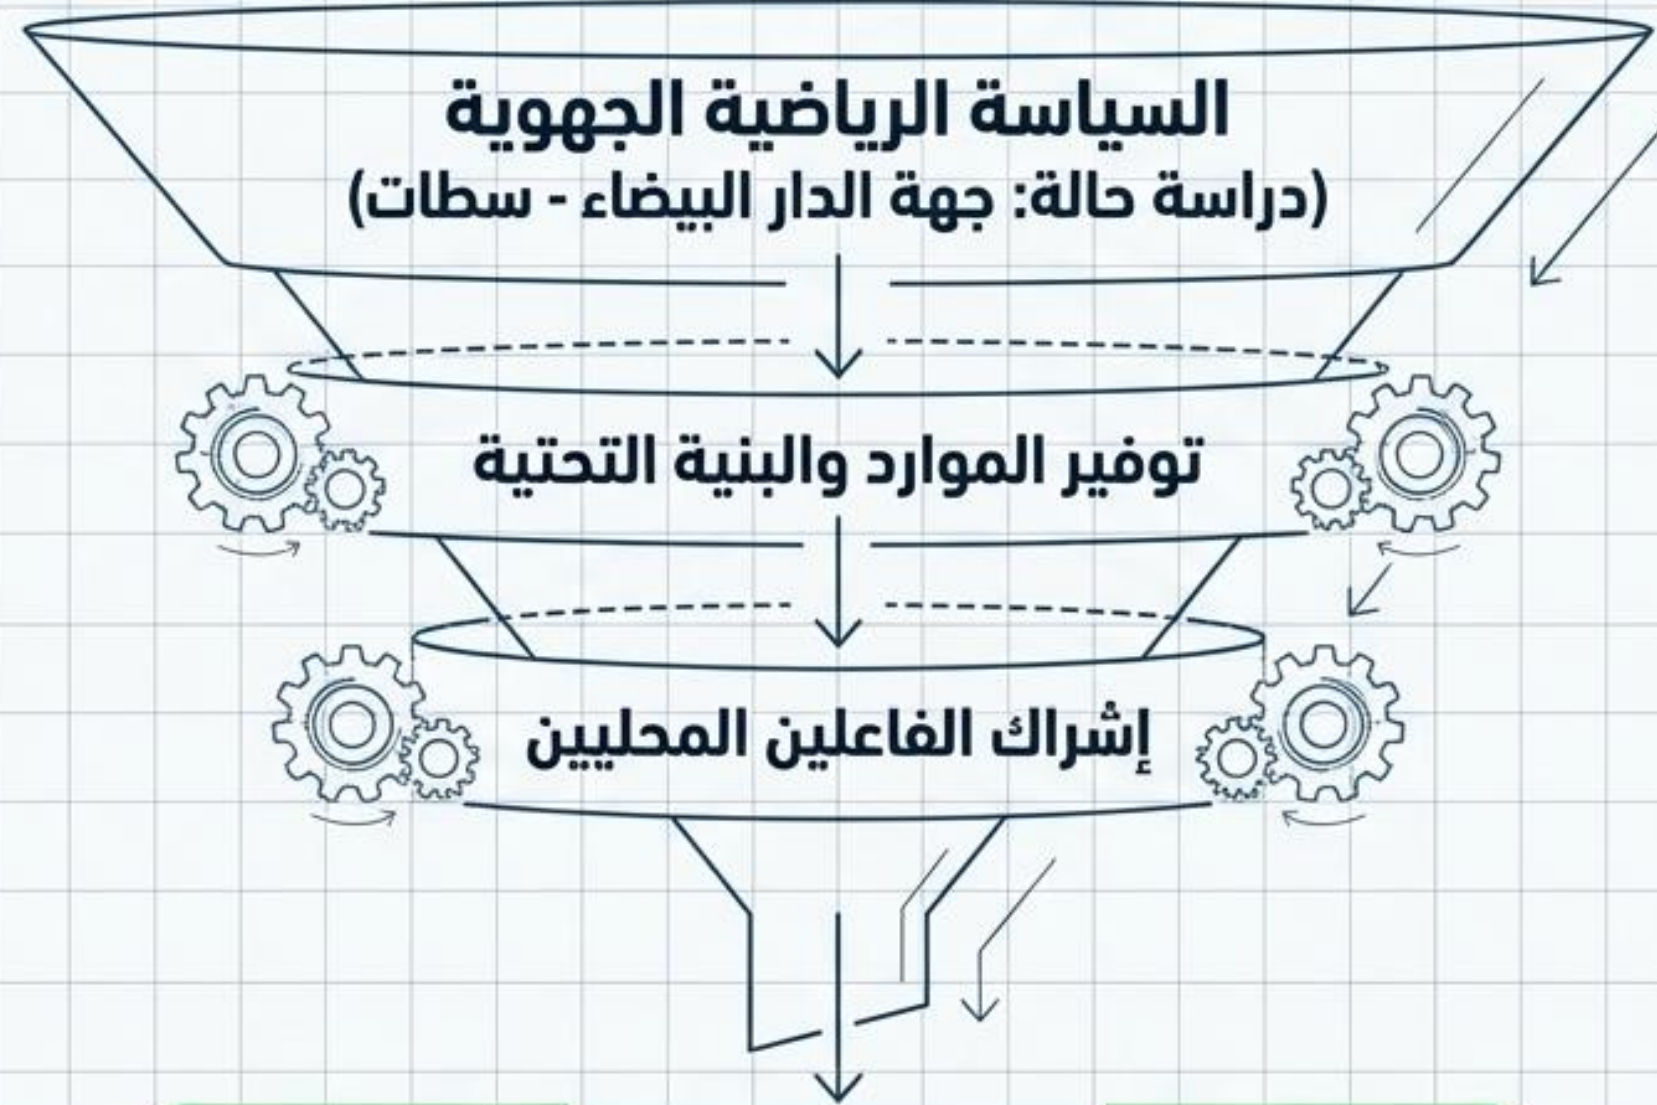 السياسة الرياضية الجهوية
(دراسة حالة: جهة الدار البيضاء - سطات)
توفير الموارد والبنية التحتية
إشراك الفاعلين المحليين